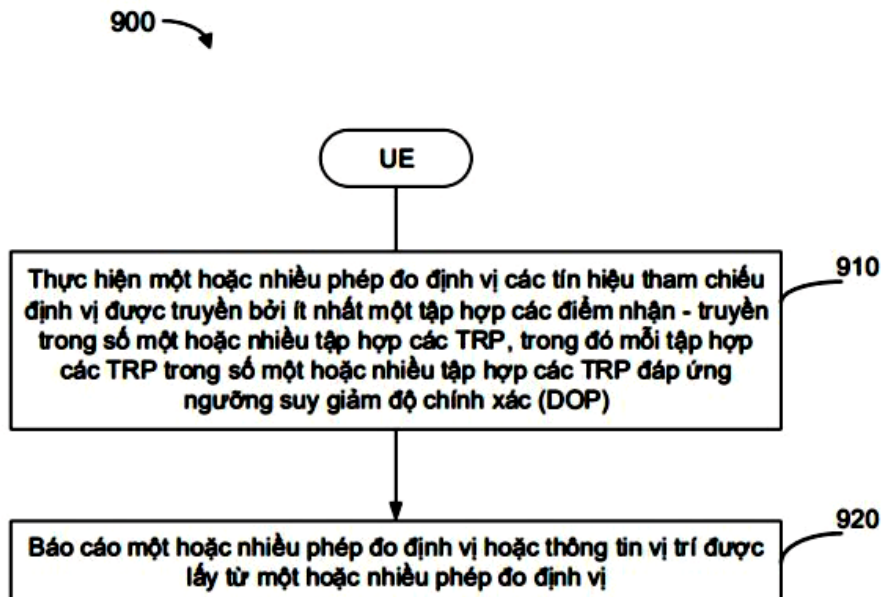 900
UE
910
Thực hiện một hoặc nhiều phép đo định vị các tín hiệu tham chiếu
định vị được truyền bởi ít nhất một tập hợp các điểm nhận - truyền
trong số một hoặc nhiều tập hợp các TRP, trong đó mỗi tập hợp
các TRP trong số một hoặc nhiều tập hợp các TRP đáp ứng
ngưỡng suy giảm độ chính xác (DOP)
920
Báo cáo một hoặc nhiều phép đo định vị hoặc thông tin vị trí được
lấy từ một hoặc nhiều phép đo định vị